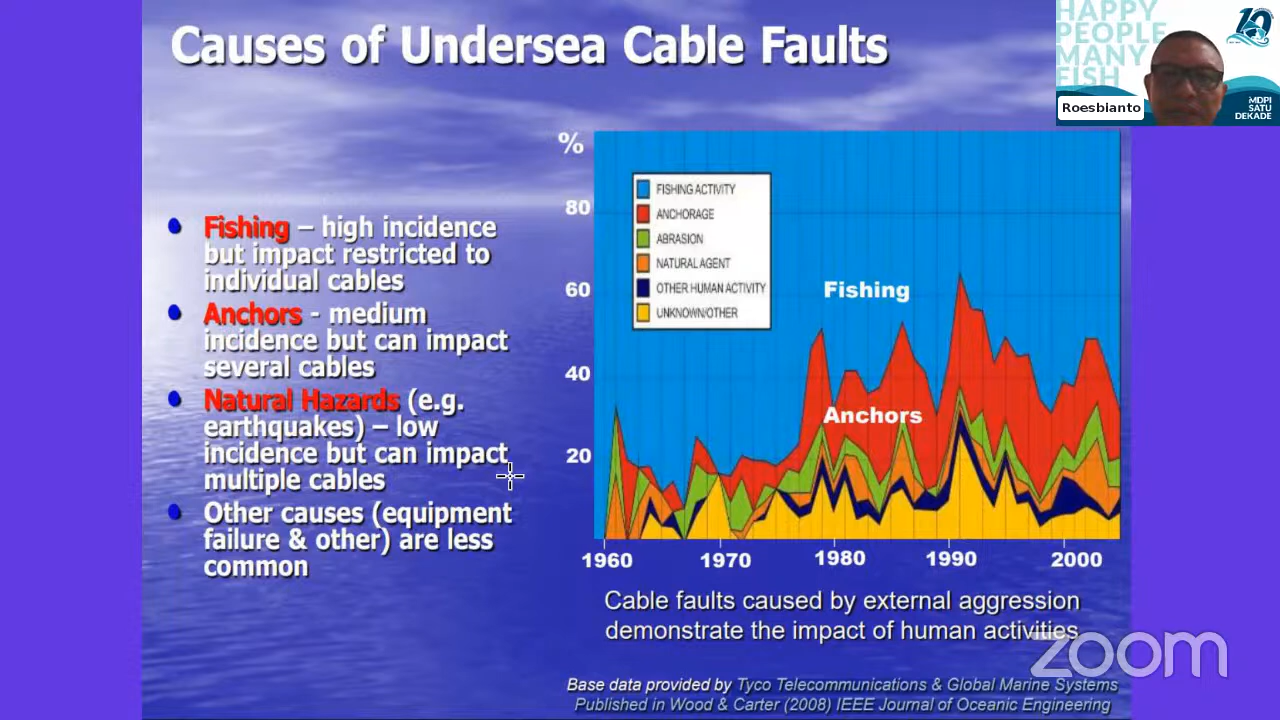 Causes of Undersea Cable Faults
HAPPY
PEOPLE
MANY
FISH
Roesbianto
MDPI
SATU
DEKADE
Fishing – high incidence
but impact restricted to
individual cables
Anchors - medium
incidence but can impact
several cables
Natural Hazards (e.g.
earthquakes) – low
incidence but can impact
multiple cables
Other causes (equipment
failure & other) are less
common
%
80
60
40
20
FISHING ACTIVITY
ANCHORAGE
ABRASION
NATURAL AGENT
OTHER HUMAN ACTIVITY
UNKNOWN/OTHER
Fishing
Anchors
1960 1970 1980 1990 2000
Cable faults caused by external aggression
demonstrate the impact of human activities
zoom
Base data provided by Tyco Telecommunications & Global Marine Systems
Published in Wood & Carter (2008) IEEE Journal of Oceanic Engineering